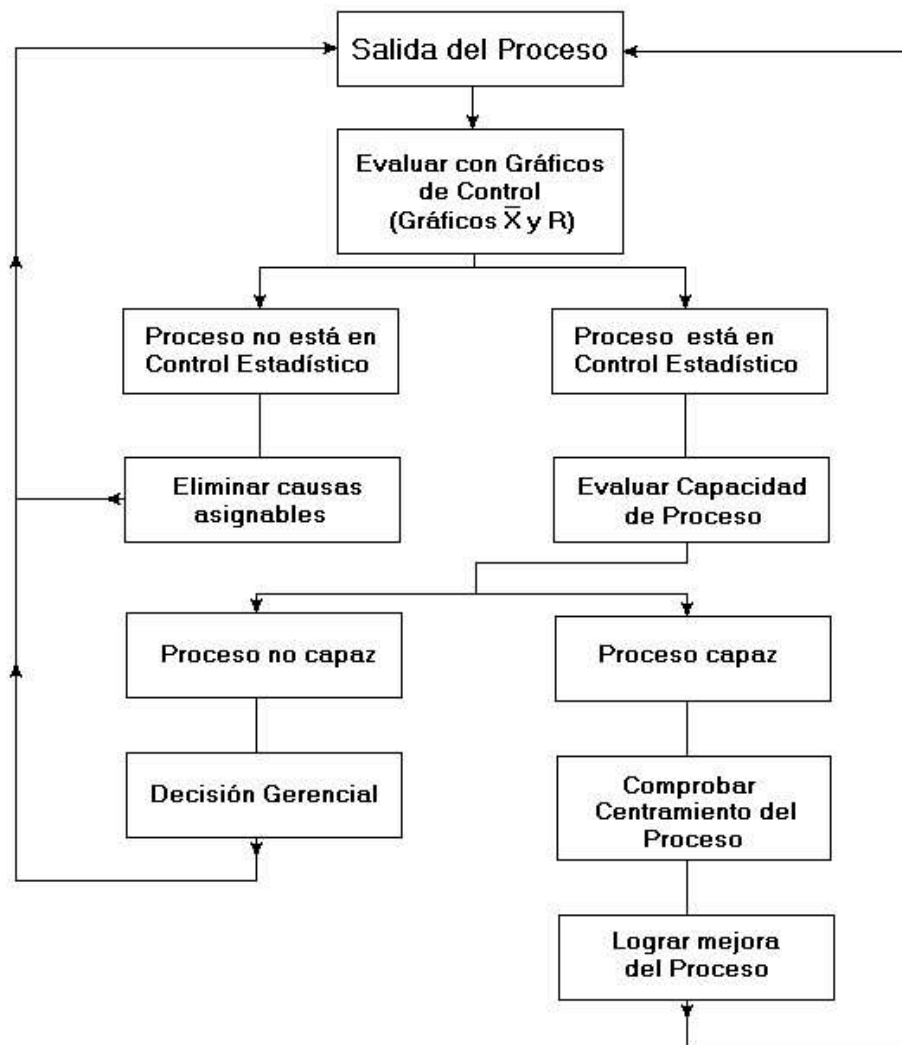 Salida del Proceso
Evaluar con Gráficos
de Control
(Gráficos X̅ y R)
Proceso no está en
Control Estadístico
Proceso está en
Control Estadístico
Eliminar causas
asignables
Evaluar Capacidad
de Proceso
Proceso no capaz
Proceso capaz
Decisión Gerencial
Comprobar
Centramiento del
Proceso
Lograr mejora
del Proceso